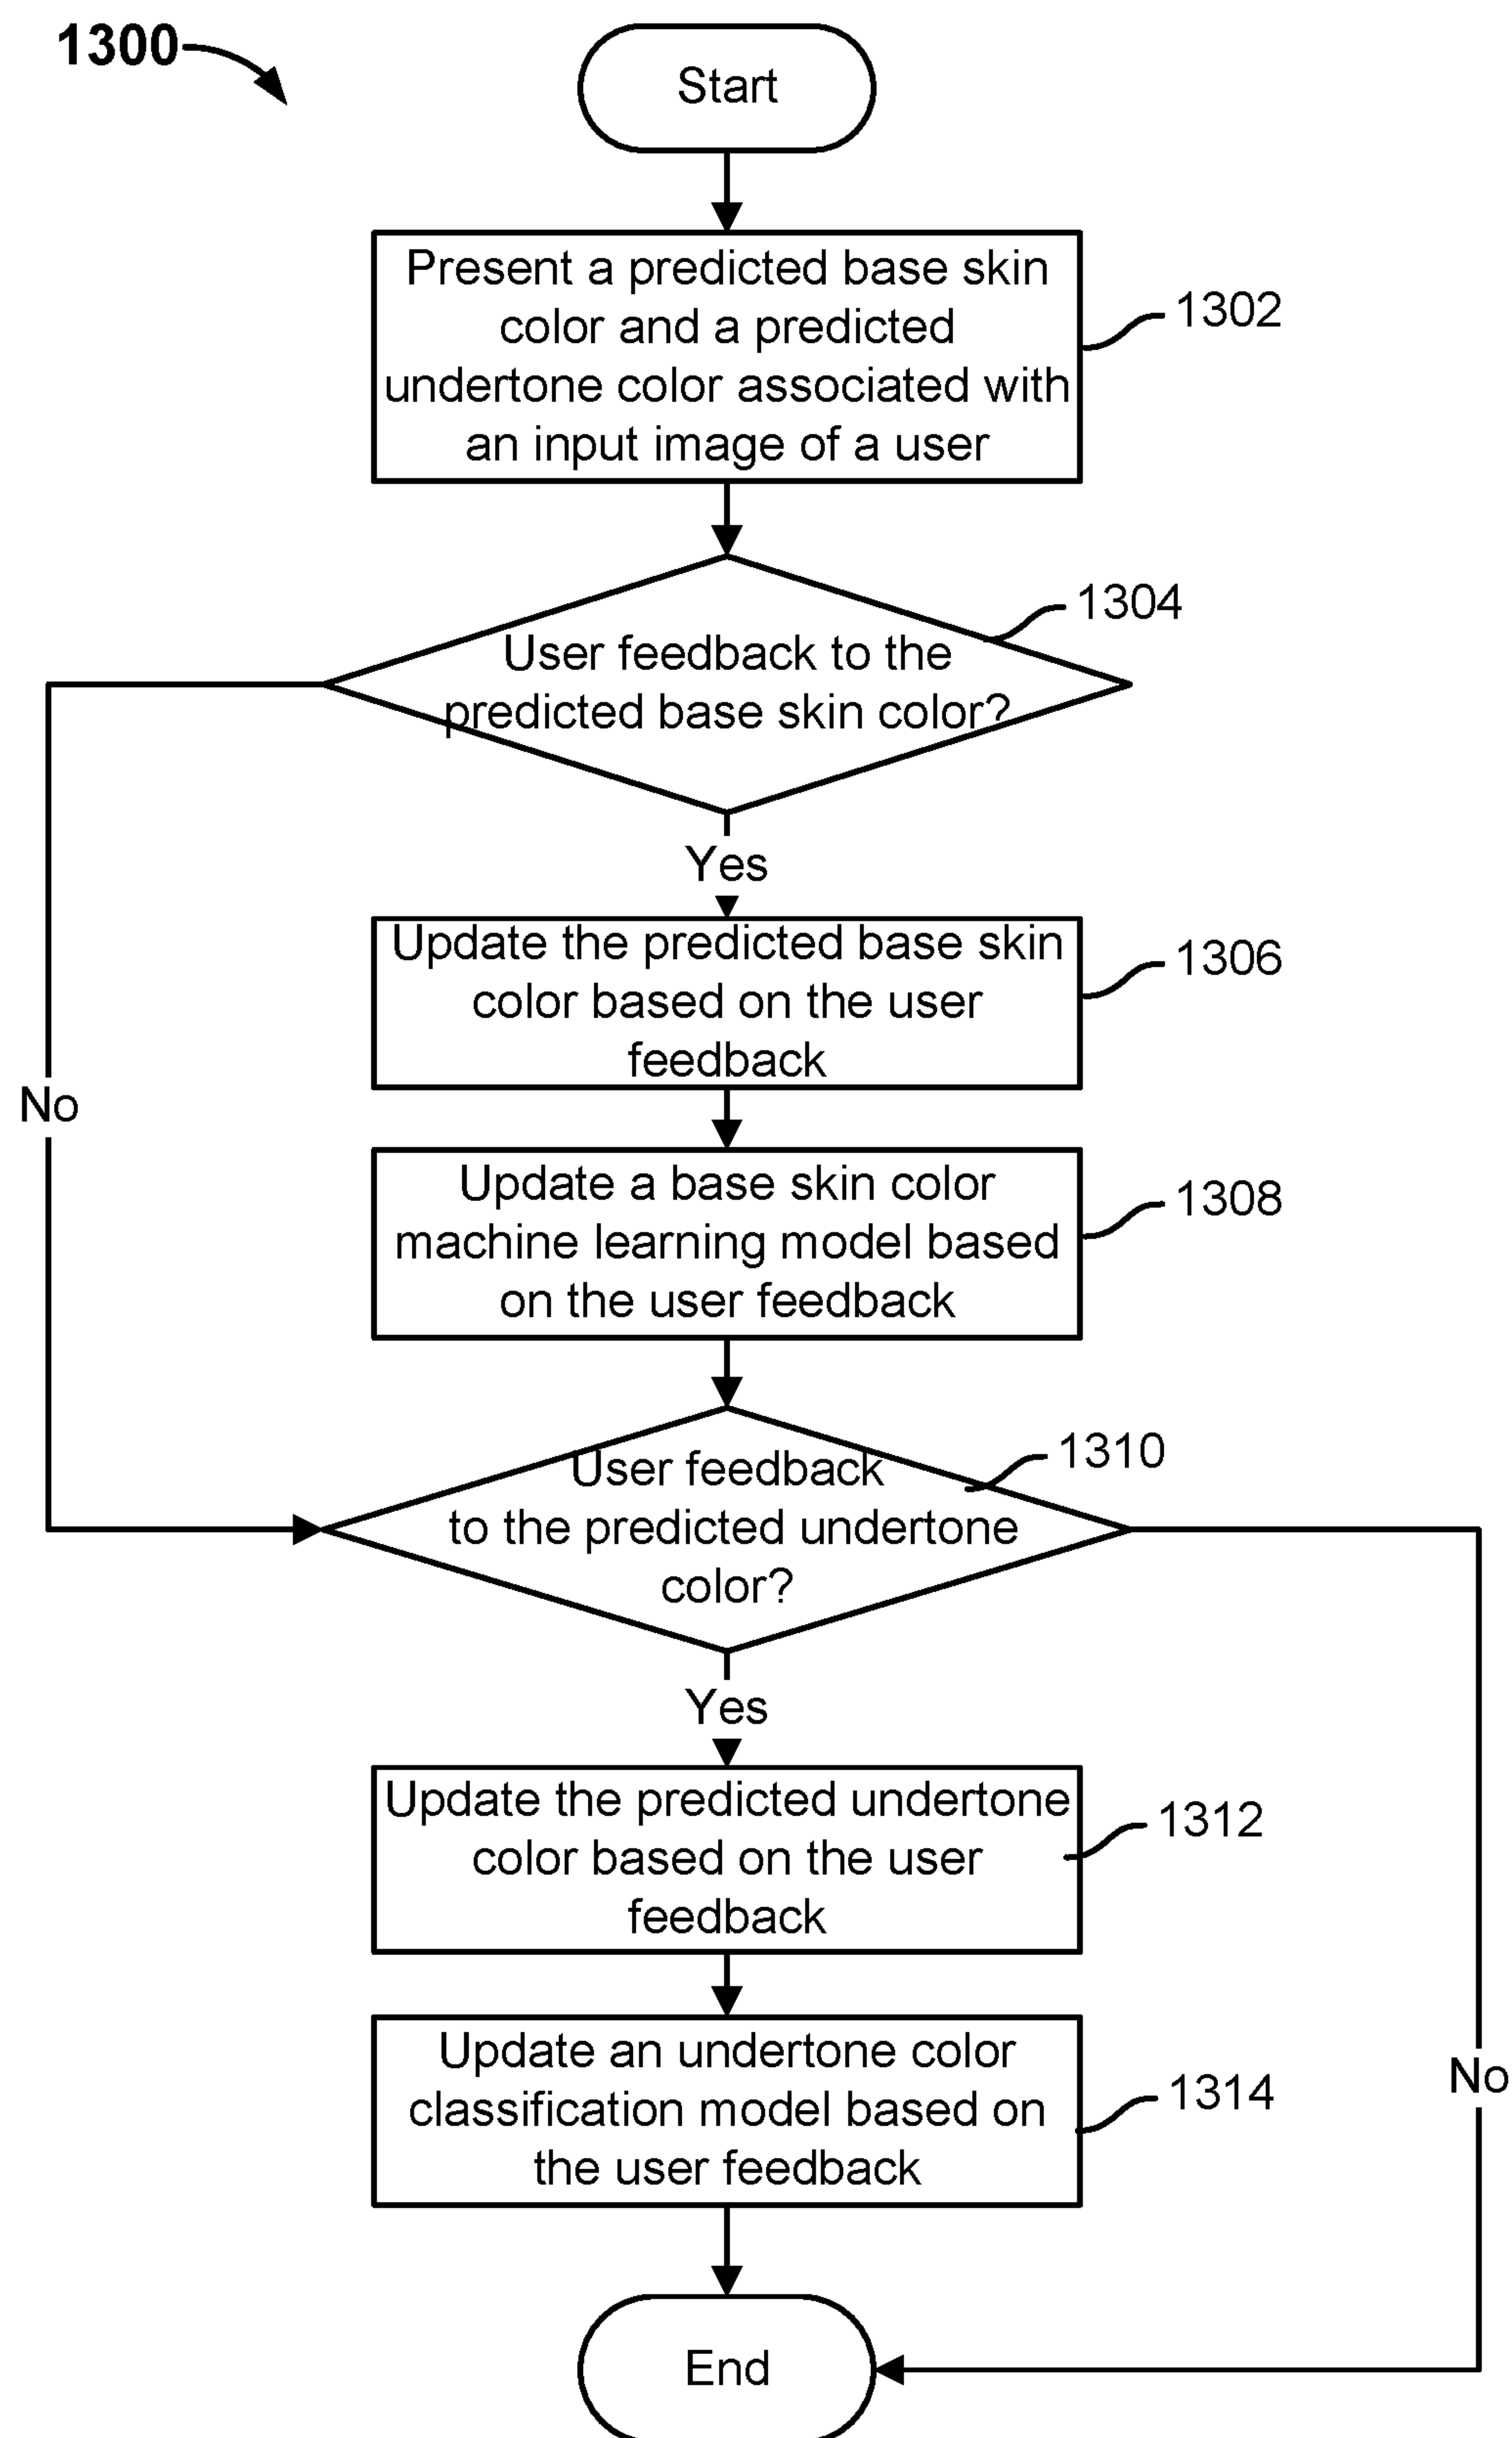 1300
Start
Present a predicted base skin
color and a predicted
undertone color associated with
an input image of a user
1302
User feedback to the
predicted base skin color?
1304
Yes
Update the predicted base skin
color based on the user
feedback
1306
No
Update a base skin color
machine learning model based
on the user feedback
1308
User feedback
to the predicted undertone
color?
1310
Yes
Update the predicted undertone
color based on the user
feedback
1312
Update an undertone color
classification model based on
the user feedback
1314
No
End